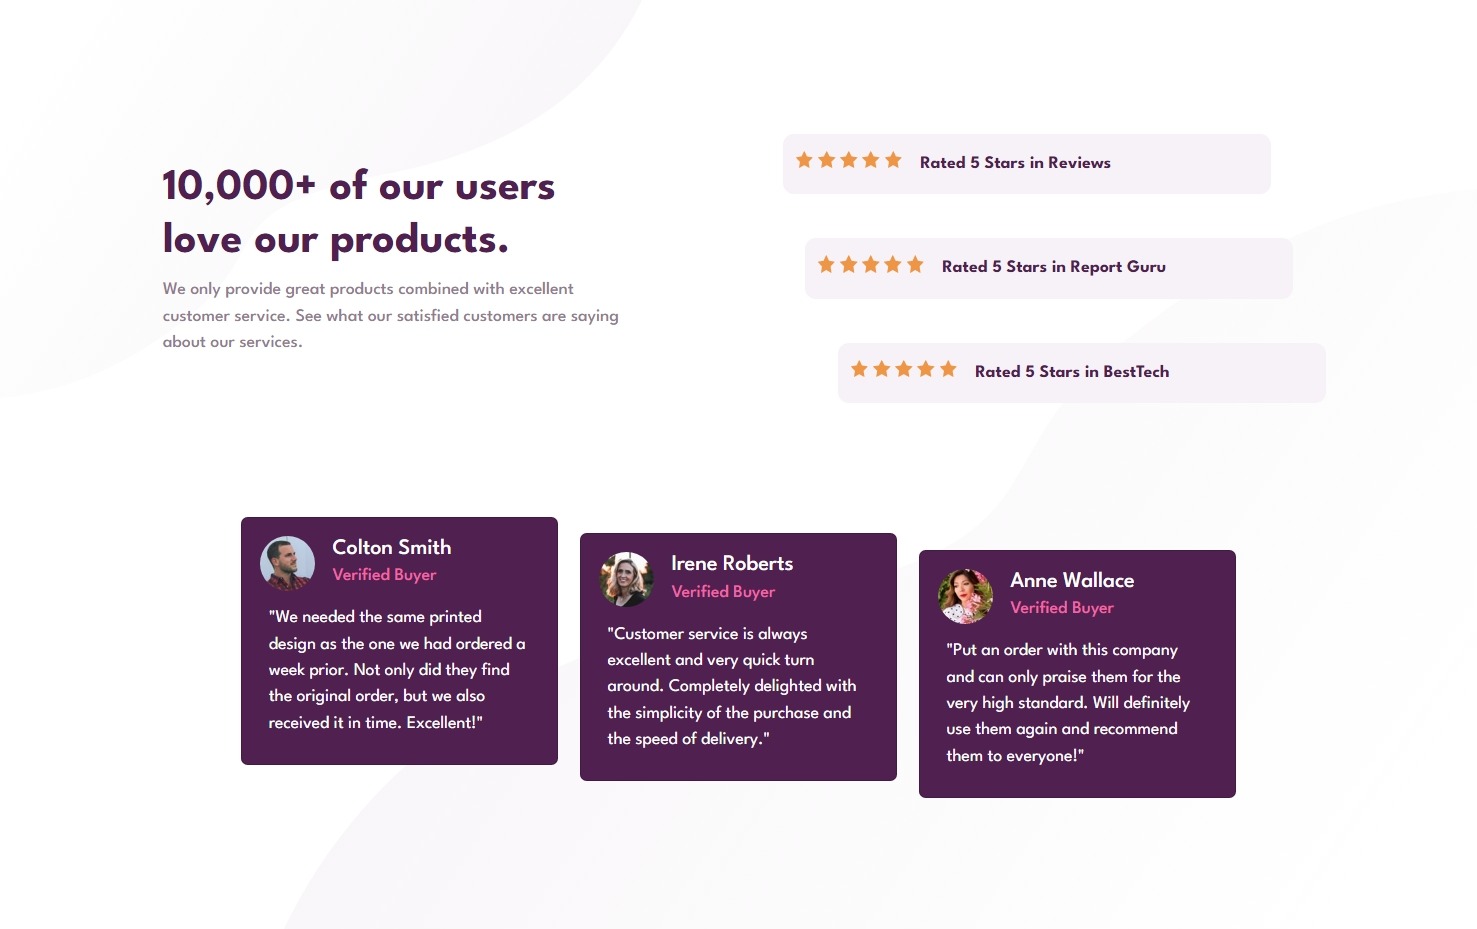 10,000+ of our users
love our products.
We only provide great products combined with excellent
customer service. See what our satisfied customers are saying
about our services.
Rated 5 Stars in Reviews
Rated 5 Stars in Report Guru
Rated 5 Stars in BestTech
Colton Smith
Verified Buyer
"We needed the same printed
design as the one we had ordered a
week prior. Not only did they find
the original order, but we also
received it in time. Excellent!"
Irene Roberts
Verified Buyer
"Customer service is always
excellent and very quick turn
around. Completely delighted with
the simplicity of the purchase and
the speed of delivery."
Anne Wallace
Verified Buyer
"Put an order with this company
and can only praise them for the
very high standard. Will definitely
use them again and recommend
them to everyone!"